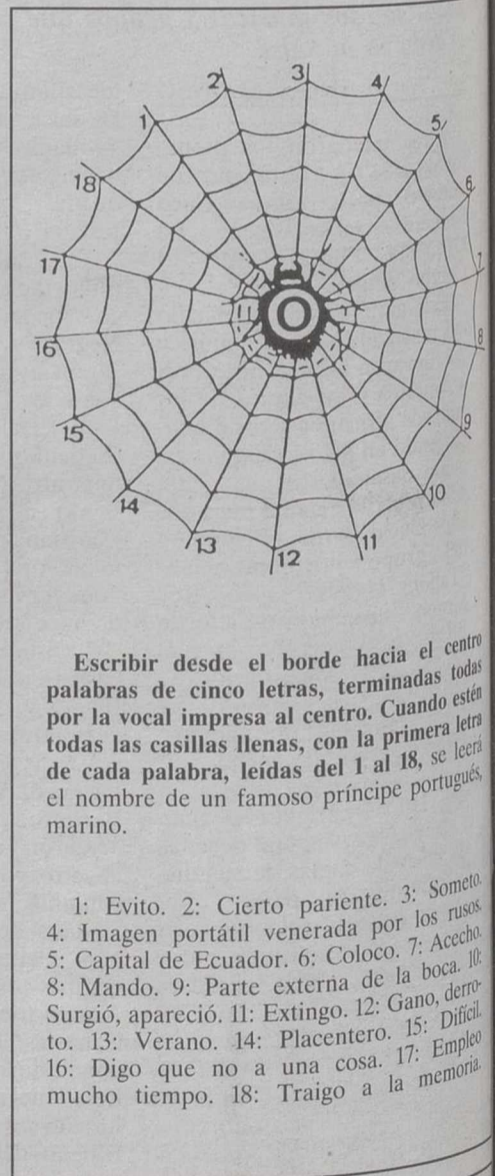 1
2
3
4
5
6
7
8
9
10
11
12
13
14
15
16
17
18
O
Escribir desde el borde hacia el centro
palabras de cinco letras, terminadas todas
por la vocal impresa al centro. Cuando estén
todas las casillas llenas, con la primera letra
de cada palabra, leídas del 1 al 18, se leerá
el nombre de un famoso príncipe portugués,
marino.
1: Evito. 2: Cierto pariente. 3: Someto.
4: Imagen portátil venerada por los rusos.
5: Capital de Ecuador. 6: Coloco. 7: Acecho.
8: Mando. 9: Parte externa de la boca. 10:
Surgió, apareció. 11: Extingo. 12: Gano, derro-
to. 13: Verano. 14: Placentero. 15: Difícil.
16: Digo que no a una cosa. 17: Empleo
mucho tiempo. 18: Traigo a la memoria.